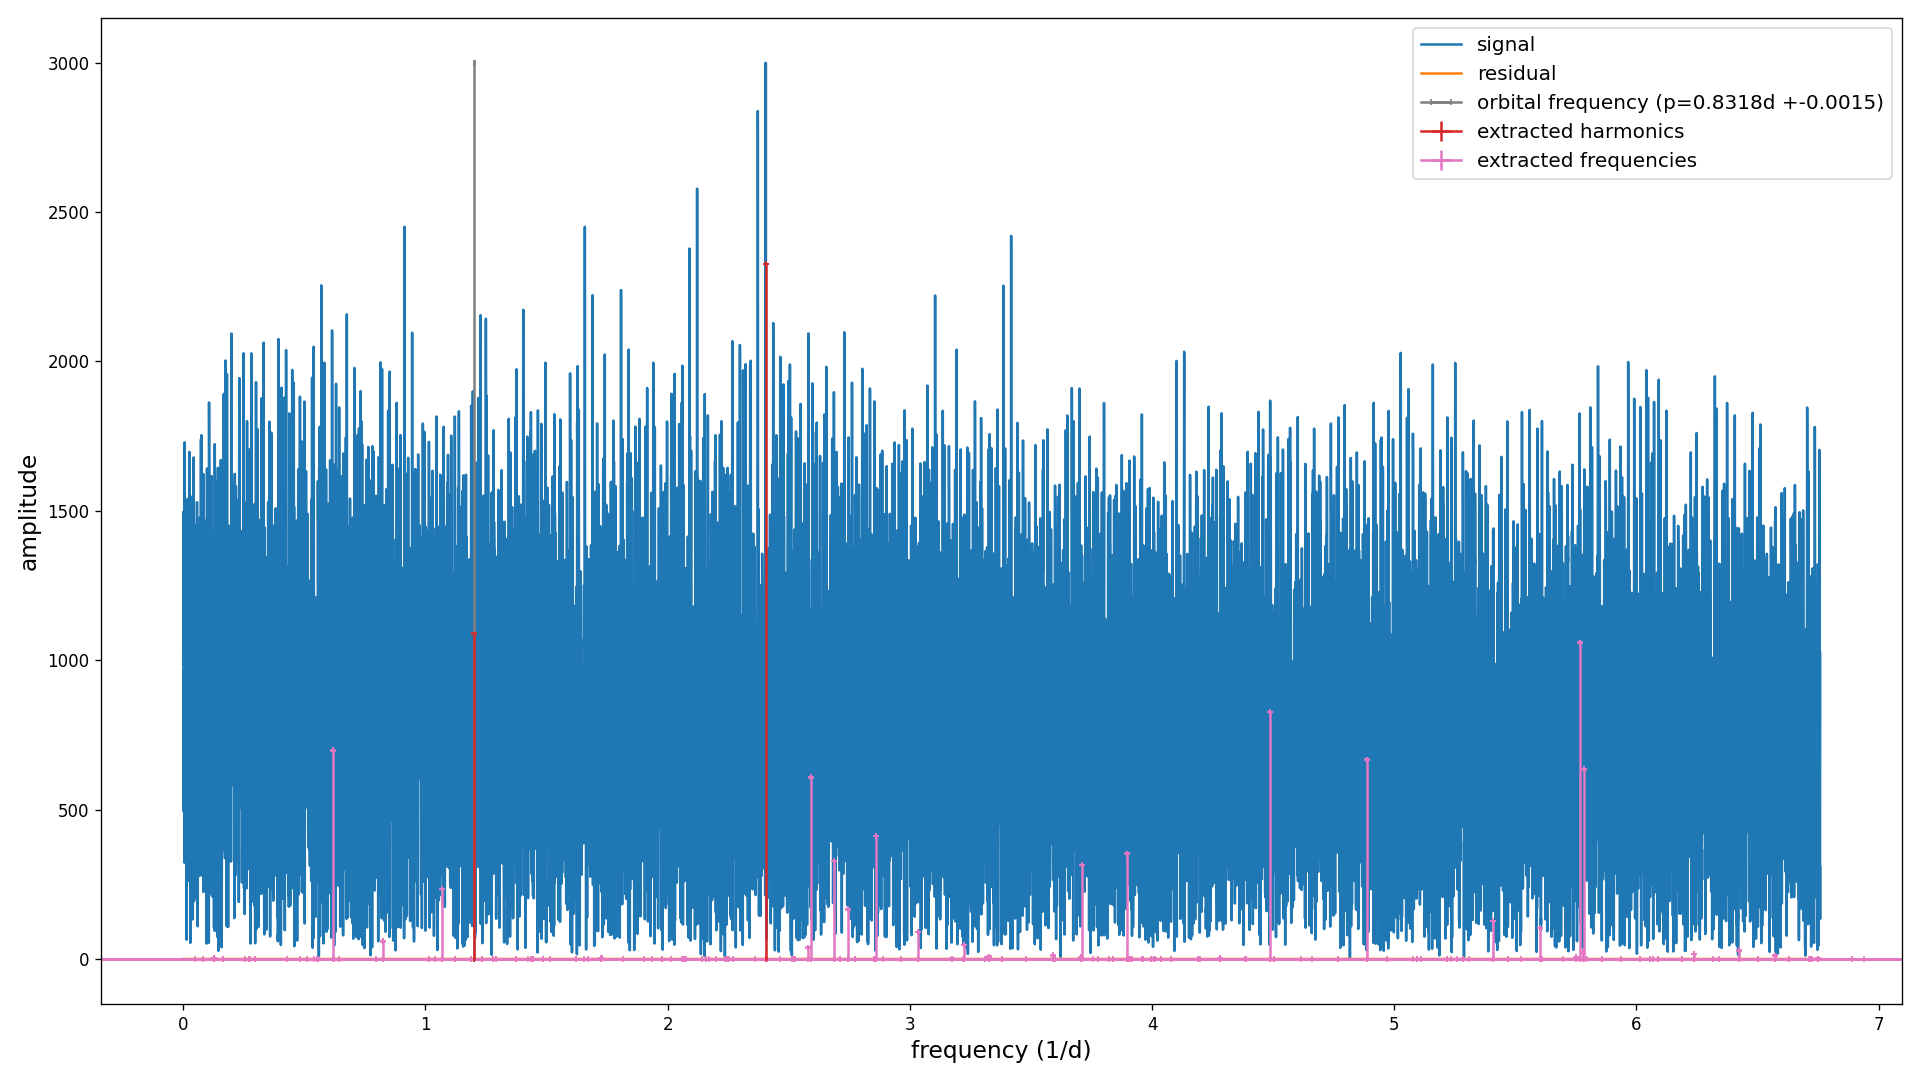 signal
residual
orbital frequency (p=0.8318d +-0.0015)
extracted harmonics
extracted frequencies
amplitude
3000
2500
2000
1500
1000
500
0
0 1 2 3 4 5 6 7
frequency (1/d)